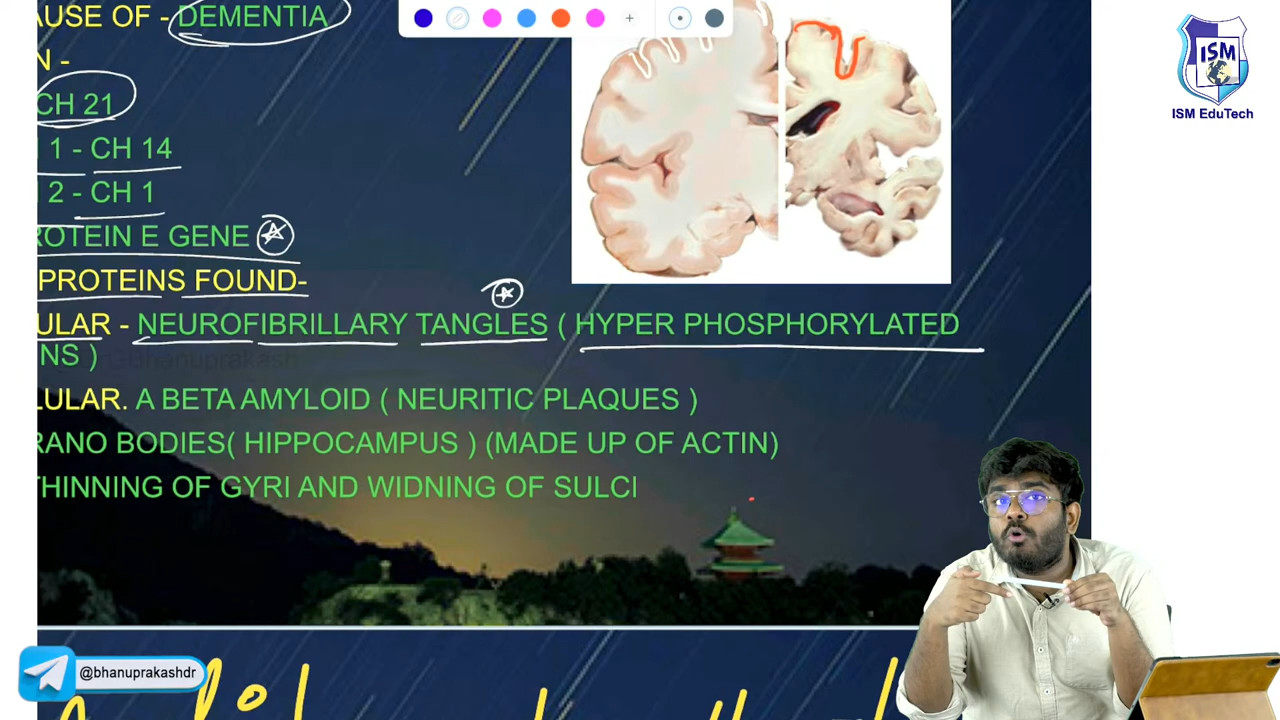 AUSE OF - DEMENTIA
N -
CH 21
1 - CH 14
2 - CH 1
ROTEIN E GENE
PROTEINS FOUND-
ULAR - NEUROFIBRILLARY TANGLES ( HYPER PHOSPHORYLATED
NS )
Bhanuprakash
LULAR. A BETA AMYLOID ( NEURITIC PLAQUES )
RANO BODIES( HIPPOCAMPUS ) (MADE UP OF ACTIN)
THINNING OF GYRI AND WIDNING OF SULCI
ISM
ISM EduTech
@bhanuprakashdr